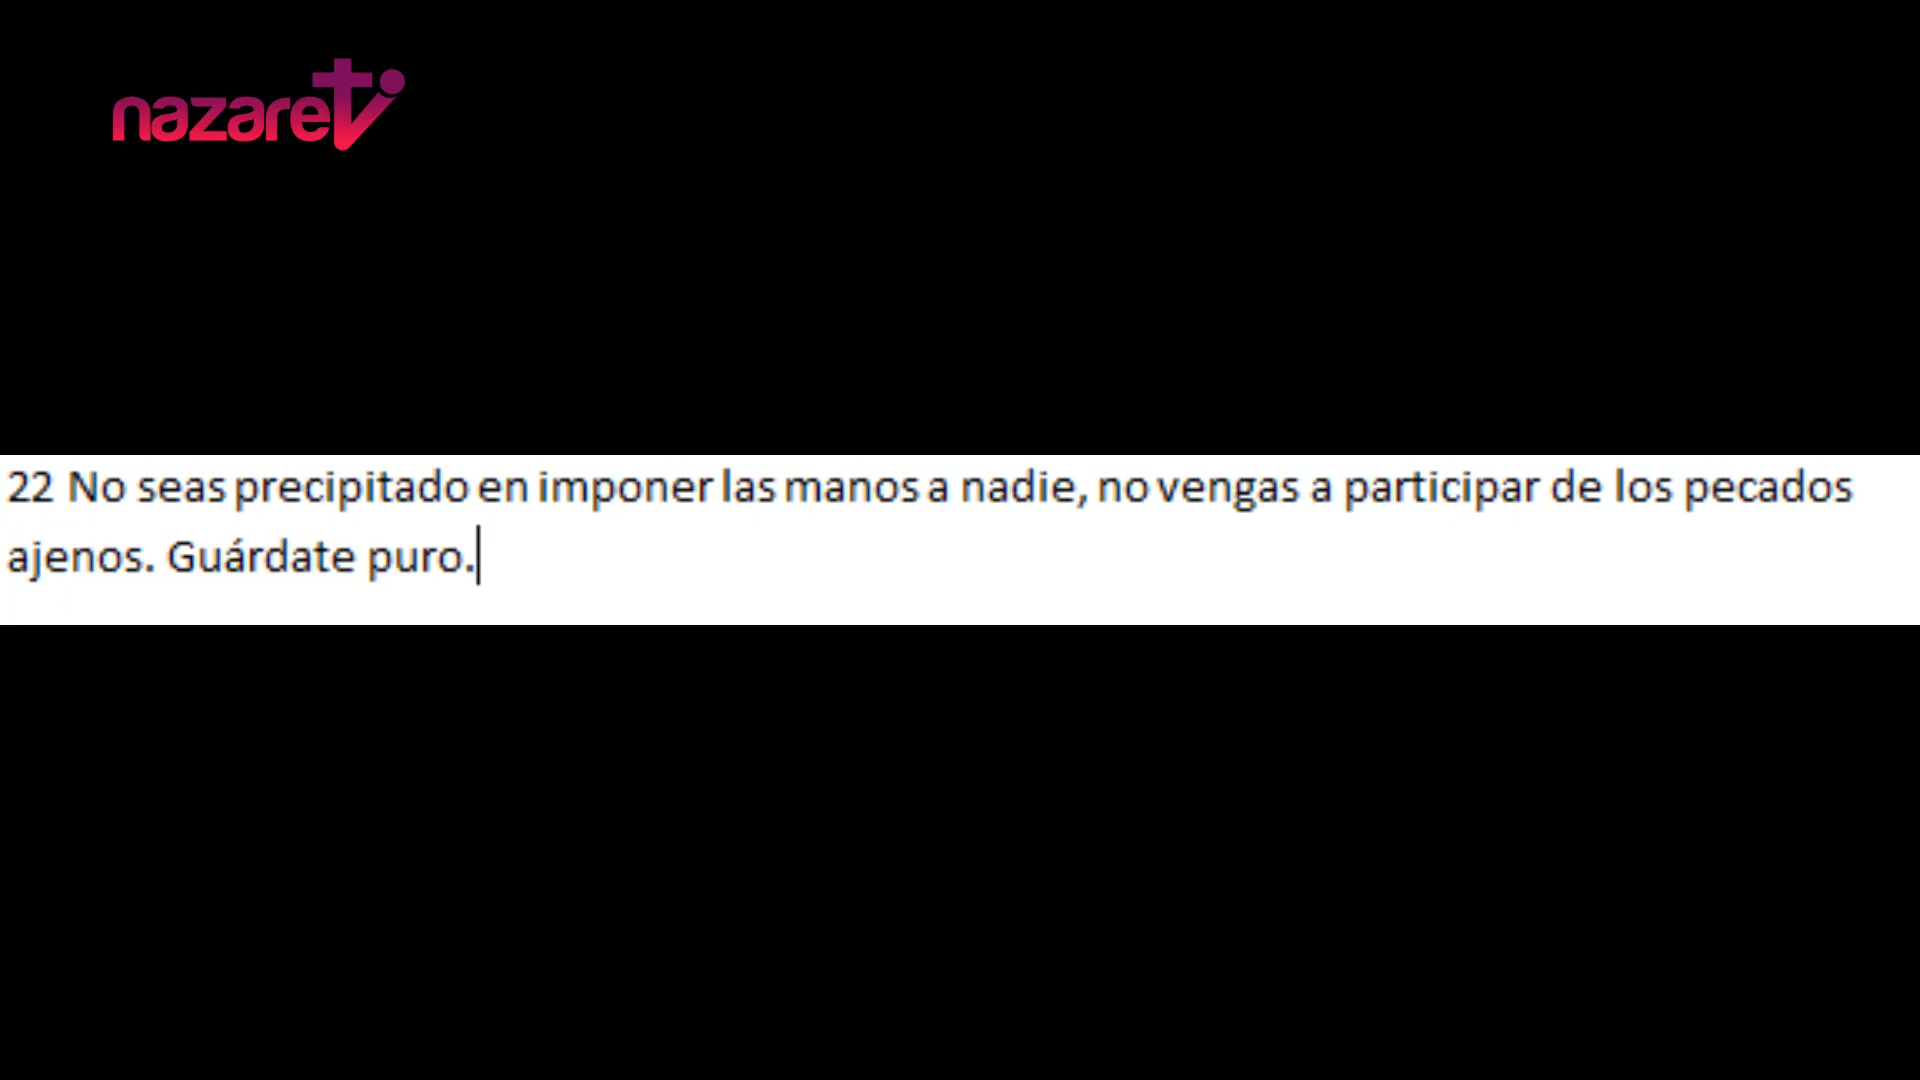 nazaretv
22 No seas precipitado en imponer las manos a nadie, no vengas a participar de los pecados
ajenos. Guárdate puro.